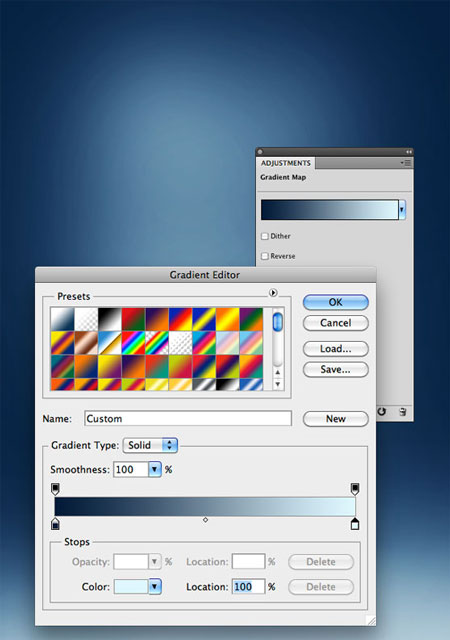 ADJUSTMENTS
Gradient Map
Dither
Reverse
Gradient Editor
Presets
OK
Cancel
Load...
Save...
Name: Custom
New
Gradient Type: Solid
Smoothness: 100 %
Stops
Opacity: % Location: % Delete
Color: Location: 100 % Delete